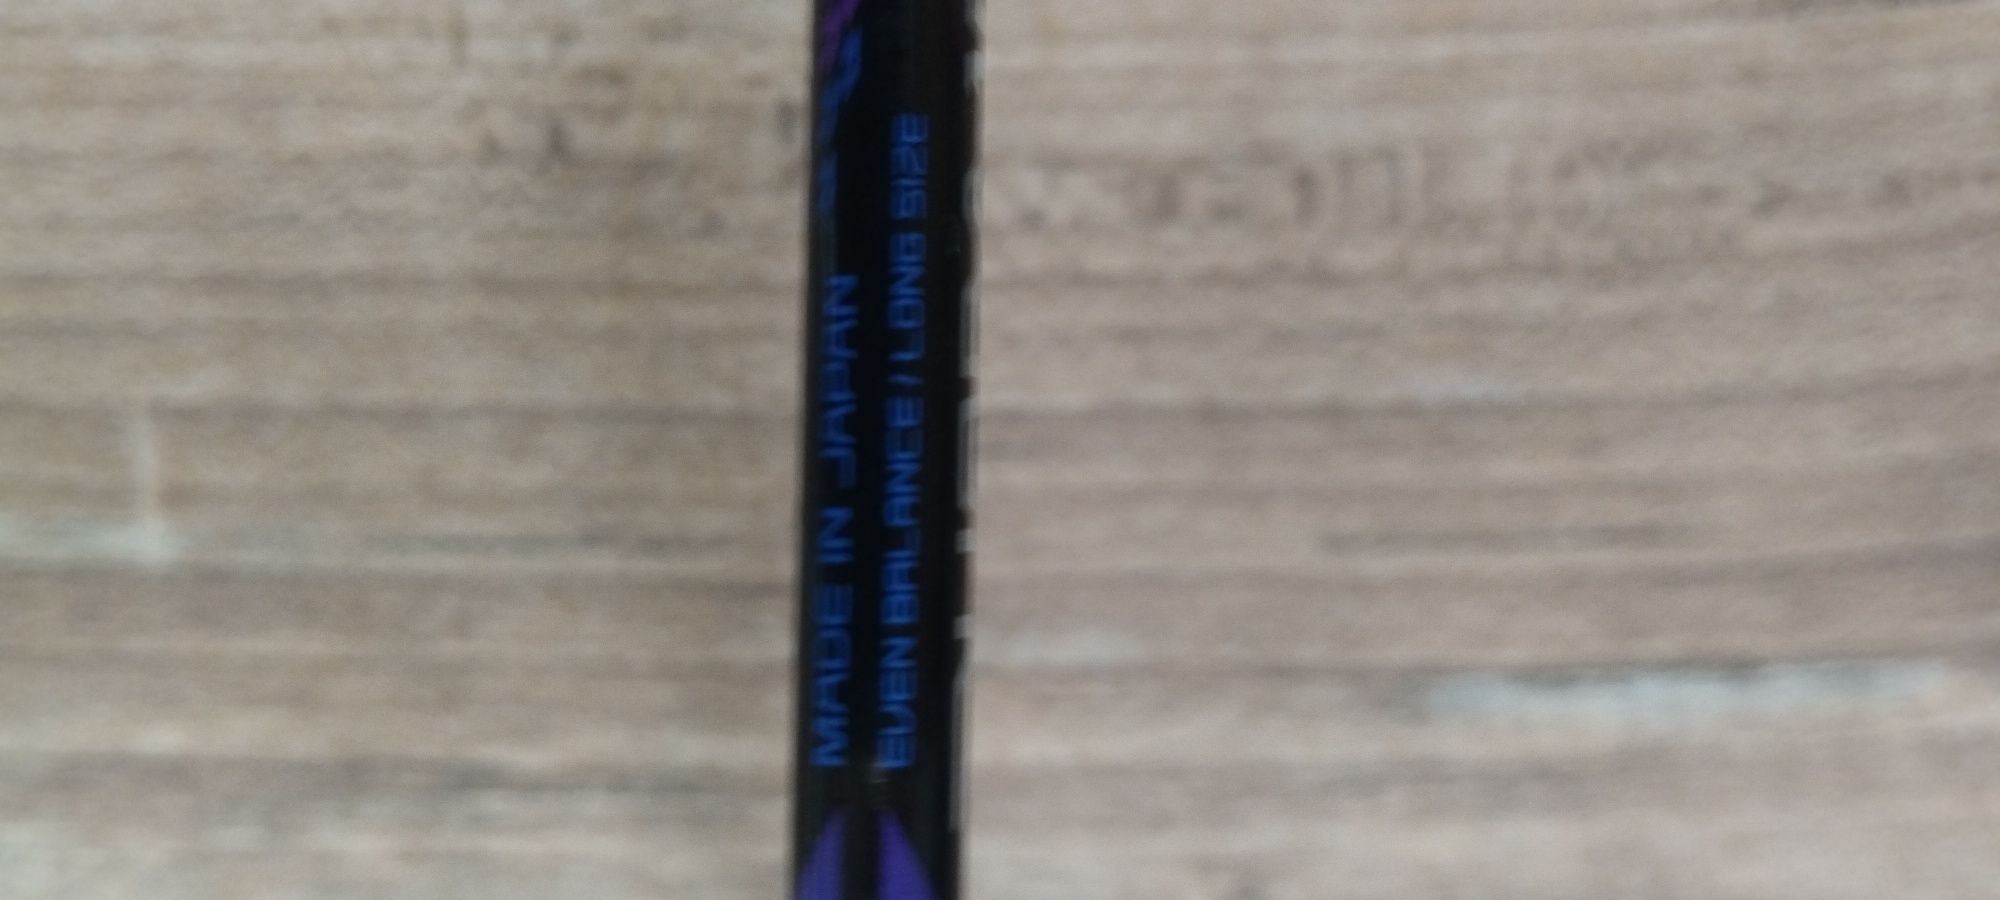 MADE IN JAPAN
EVEN BALANCE / LONG SIZE